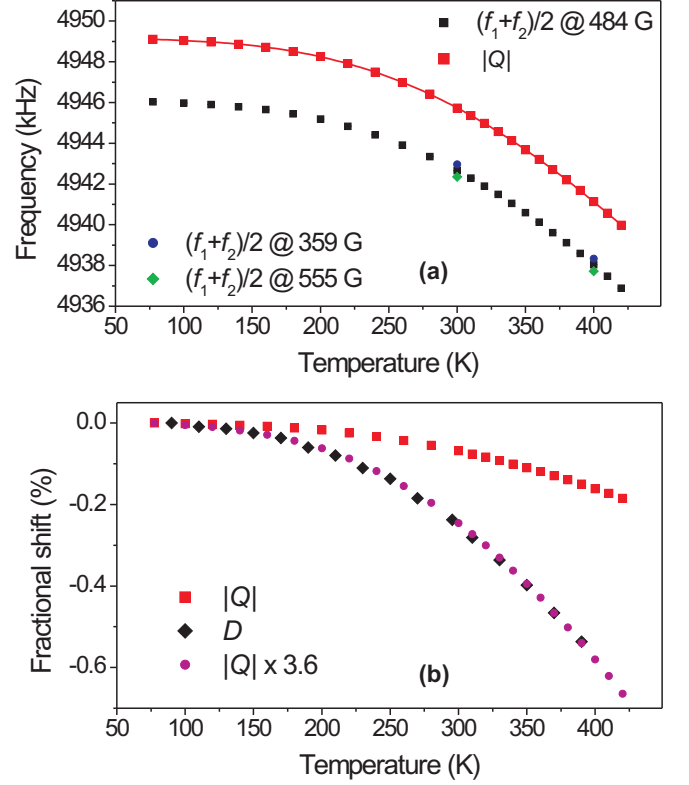 4950
4948
4946
4944
4942
4940
4938
4936
Frequency (kHz)
(f₁+f₂)/2 @ 484 G
|Q|
(f₁+f₂)/2 @ 359 G
(f₁+f₂)/2 @ 555 G
(a)
50 100 150 200 250 300 350 400
Temperature (K)
0.0
-0.2
-0.4
-0.6
Fractional shift (%)
|Q|
D
|Q| x 3.6
(b)
50 100 150 200 250 300 350 400
Temperature (K)